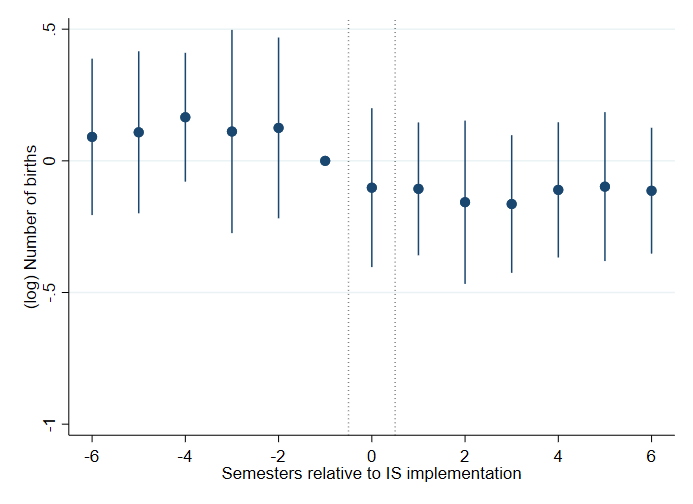 (log) Number of births
.5
0
-.5
-1
-6 -4 -2 0 2 4 6
Semesters relative to IS implementation